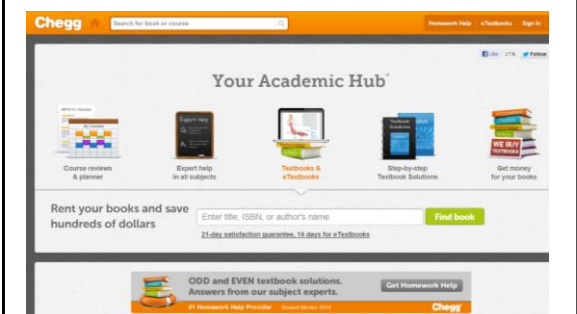 Chegg
Search for book or course
Homework Help eTextbooks Sign In
Like 27k Follow
Your Academic Hub
Course reviews
& planner
Expert help
in all subjects
Textbooks &
eTextbooks
Textbook
Solutions
Step-by-step
Textbook Solutions
WE BUY
TEXTBOOKS
Get money
for your books
Rent your books and save
hundreds of dollars
Enter title, ISBN, or author's name
Find book
21-day satisfaction guarantee, 14 days for eTextbooks
ODD and EVEN textbook solutions.
Answers from our subject experts.
Get Homework Help
#1 Homework Help Provider
Chegg